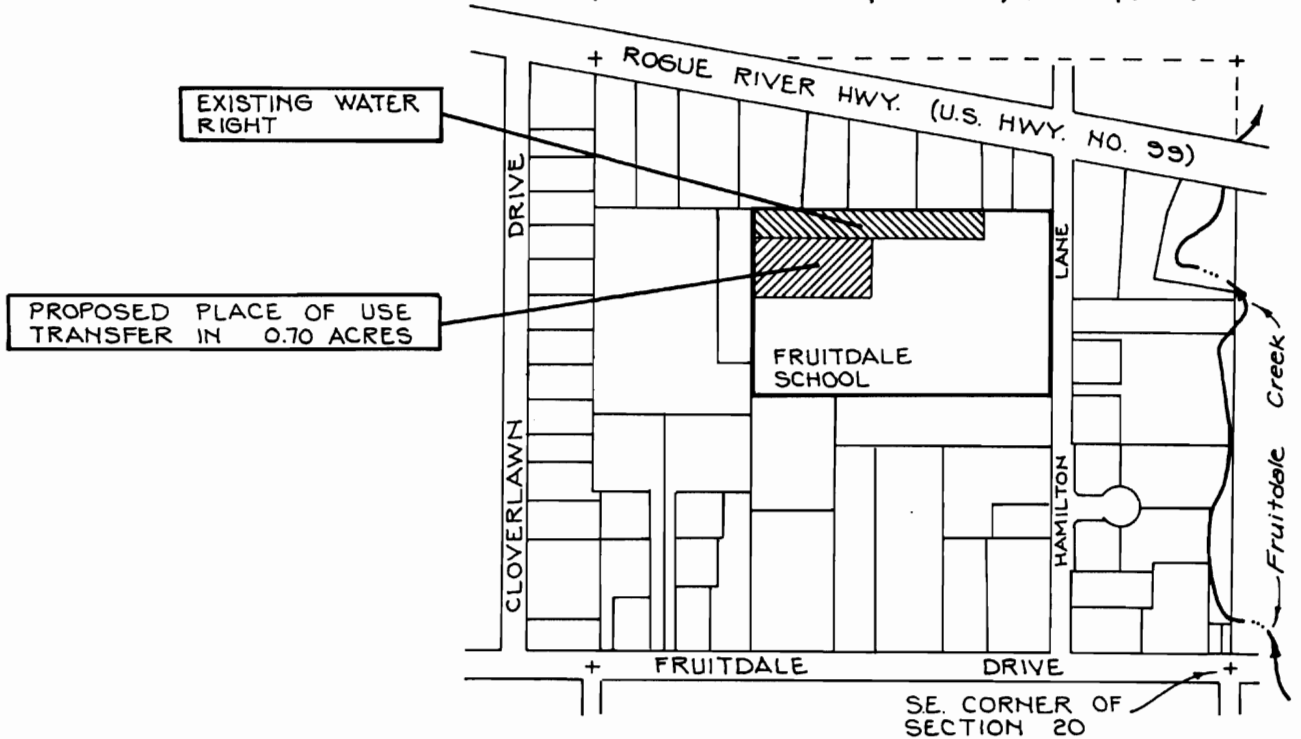 ROGUE RIVER HWY. (U.S. HWY. NO. 99)
EXISTING WATER
RIGHT
DRIVE
LANE
PROPOSED PLACE OF USE
TRANSFER IN 0.70 ACRES
FRUITDALE
SCHOOL
Fruitdale Creek
CLOVERLAWN
HAMILTON
FRUITDALE DRIVE
S.E. CORNER OF
SECTION 20